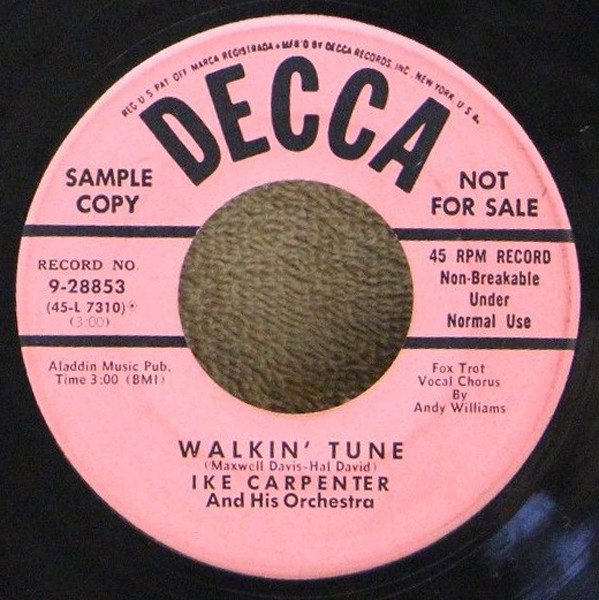 REG U S PAT OFF MARCA REGISTRADA • MF'R'D BY DECCA RECORDS, INC., NEW YORK, U.S.A.
DECCA
SAMPLE
COPY
NOT
FOR SALE
RECORD NO.
9-28853
(45-L 7310)
(3:00)
45 RPM RECORD
Non-Breakable
Under
Normal Use
Aladdin Music Pub.
Time 3:00 (BMI)
Fox Trot
Vocal Chorus
By
Andy Williams
WALKIN' TUNE
(Maxwell Davis-Hal David)
IKE CARPENTER
And His Orchestra